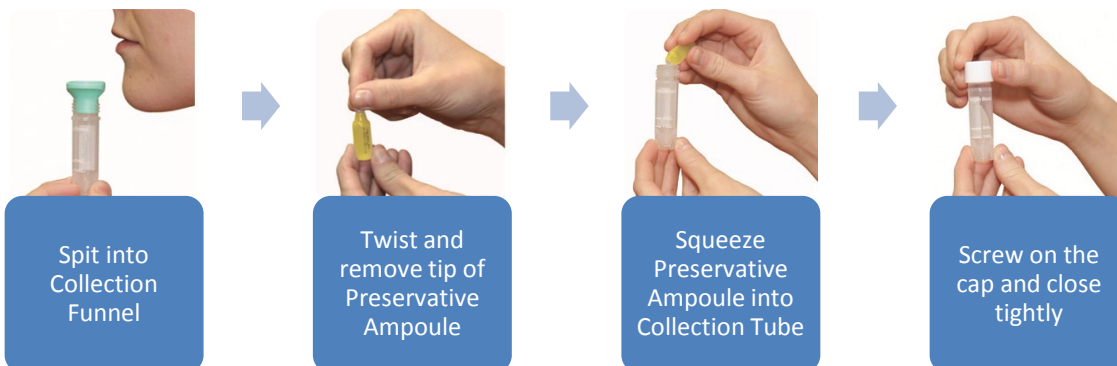 Spit into
Collection
Funnel
Twist and
remove tip of
Preservative
Ampoule
Squeeze
Preservative
Ampoule into
Collection Tube
Screw on the
cap and close
tightly